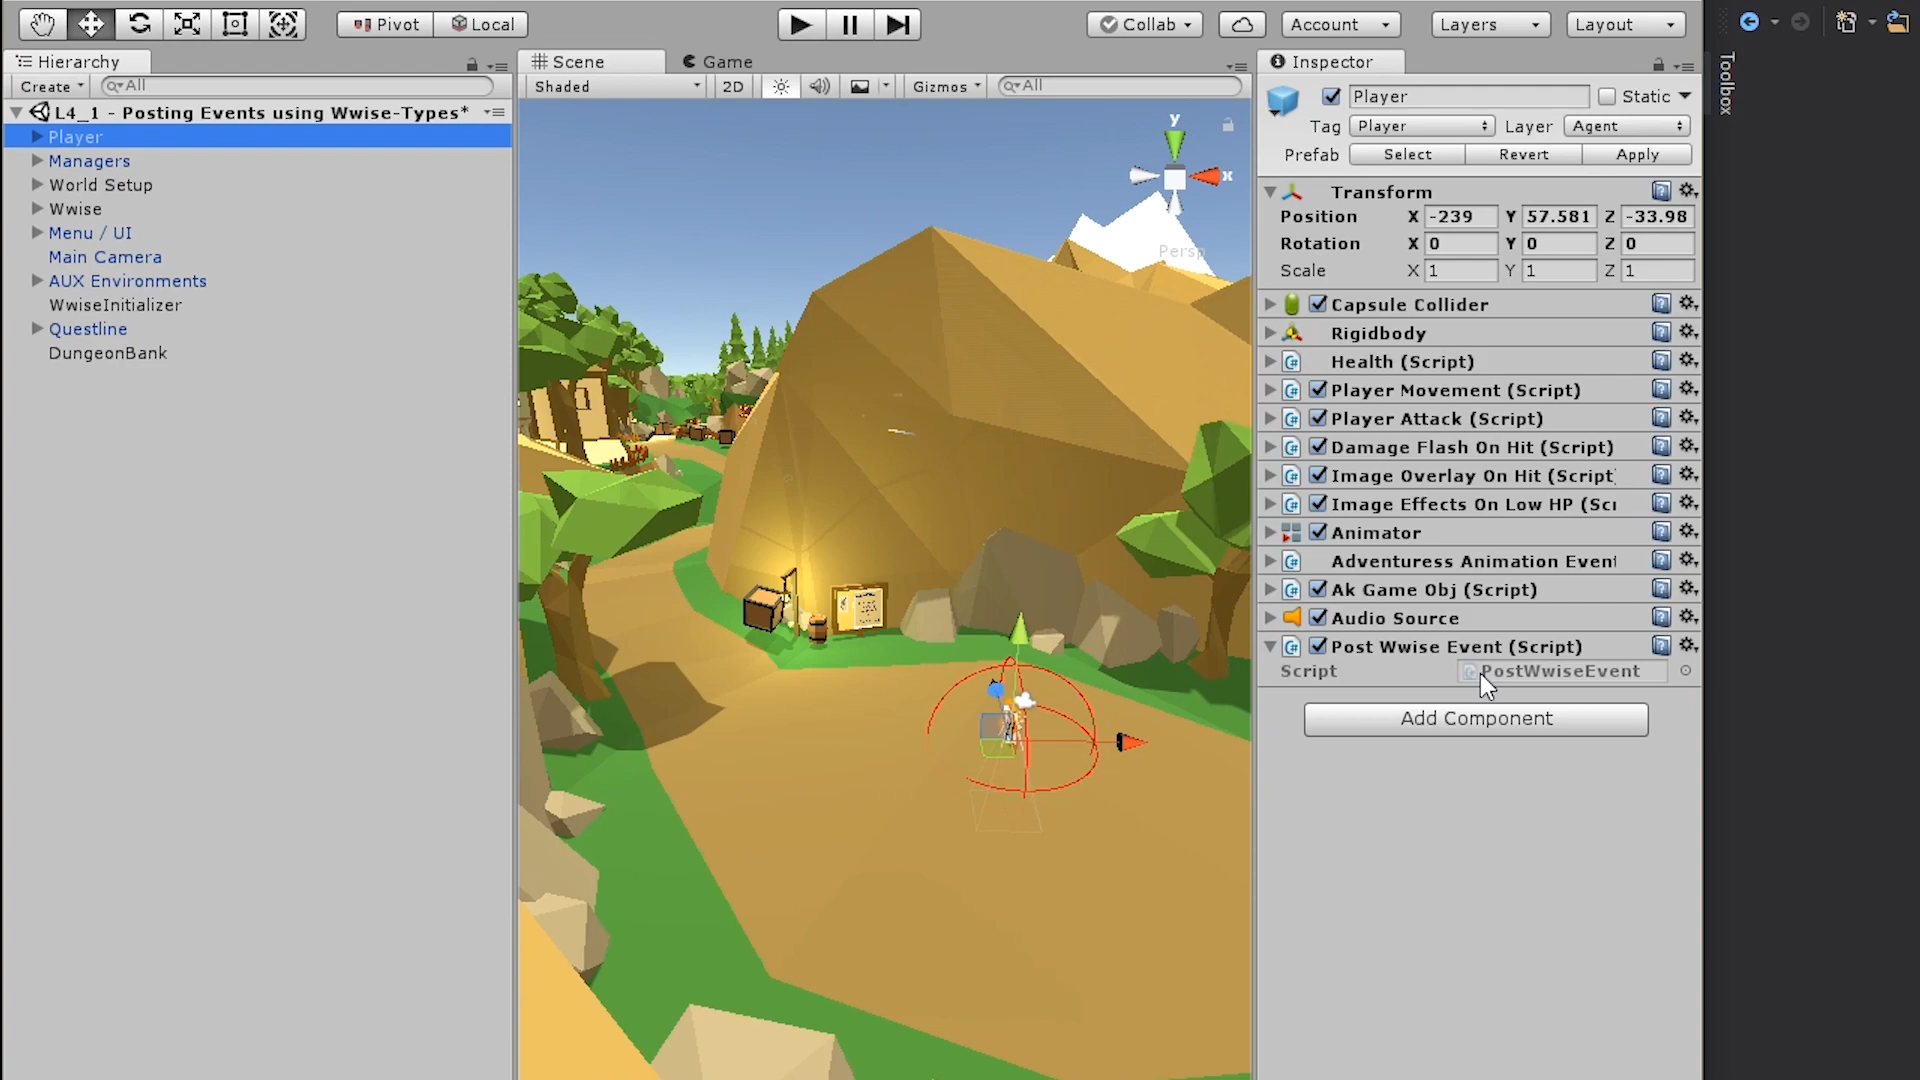 Pivot Local Collab Account Layers Layout
Hierarchy
Create All
L4_1 - Posting Events using Wwise-Types*
Player
Managers
World Setup
Wwise
Menu / UI
Main Camera
AUX Environments
WwiseInitializer
Questline
DungeonBank
Scene Game
Shaded 2D Gizmos All
y
x
Persp
Inspector
Player Static
Tag Player Layer Agent
Prefab Select Revert Apply
Transform
Position X -239 Y 57.581 Z -33.98
Rotation X 0 Y 0 Z 0
Scale X 1 Y 1 Z 1
Capsule Collider
Rigidbody
Health (Script)
Player Movement (Script)
Player Attack (Script)
Damage Flash On Hit (Script)
Image Overlay On Hit (Script
Image Effects On Low HP (Scr
Animator
Adventuress Animation Event
Ak Game Obj (Script)
Audio Source
Post Wwise Event (Script)
Script PostWwiseEvent
Add Component
Toolbox